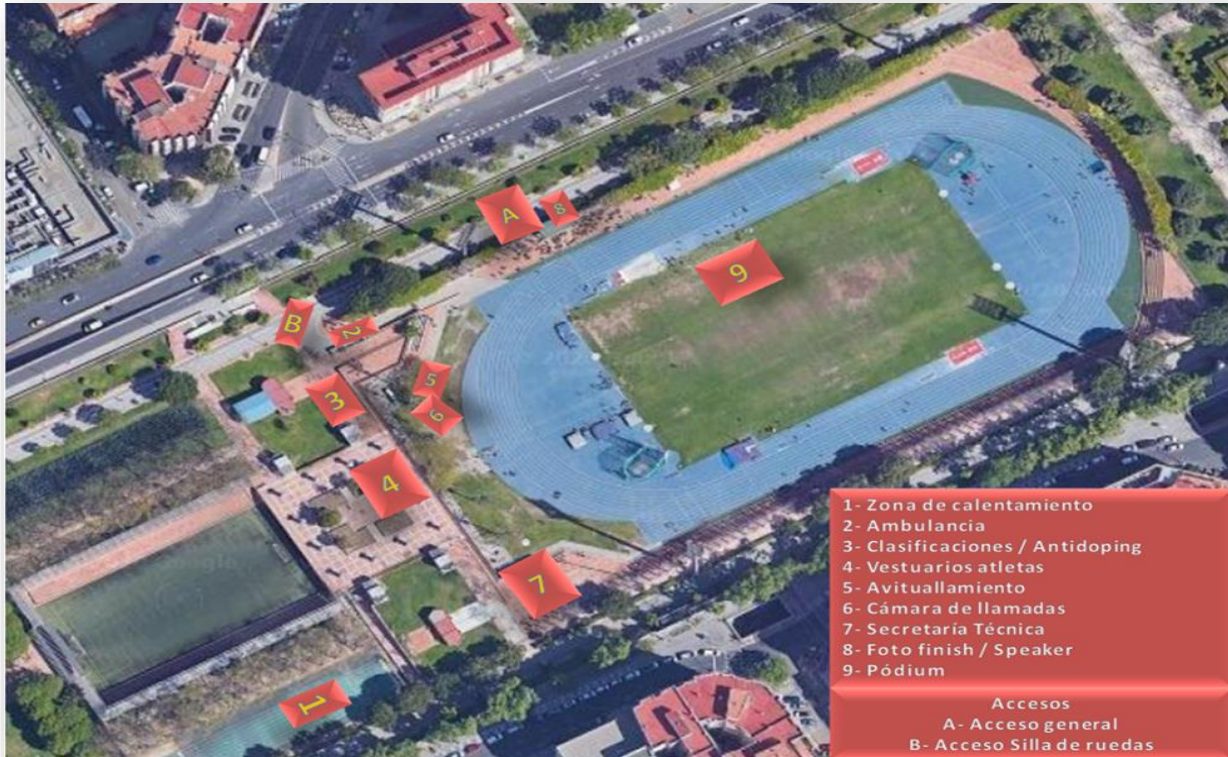 A
8
9
B
2
5
3
6
4
7
1
1- Zona de calentamiento
2- Ambulancia
3- Clasificaciones / Antidoping
4- Vestuarios atletas
5- Avituallamiento
6- Cámara de llamadas
7- Secretaría Técnica
8- Foto finish / Speaker
9- Pódium
Accesos
A- Acceso general
B- Acceso Silla de ruedas